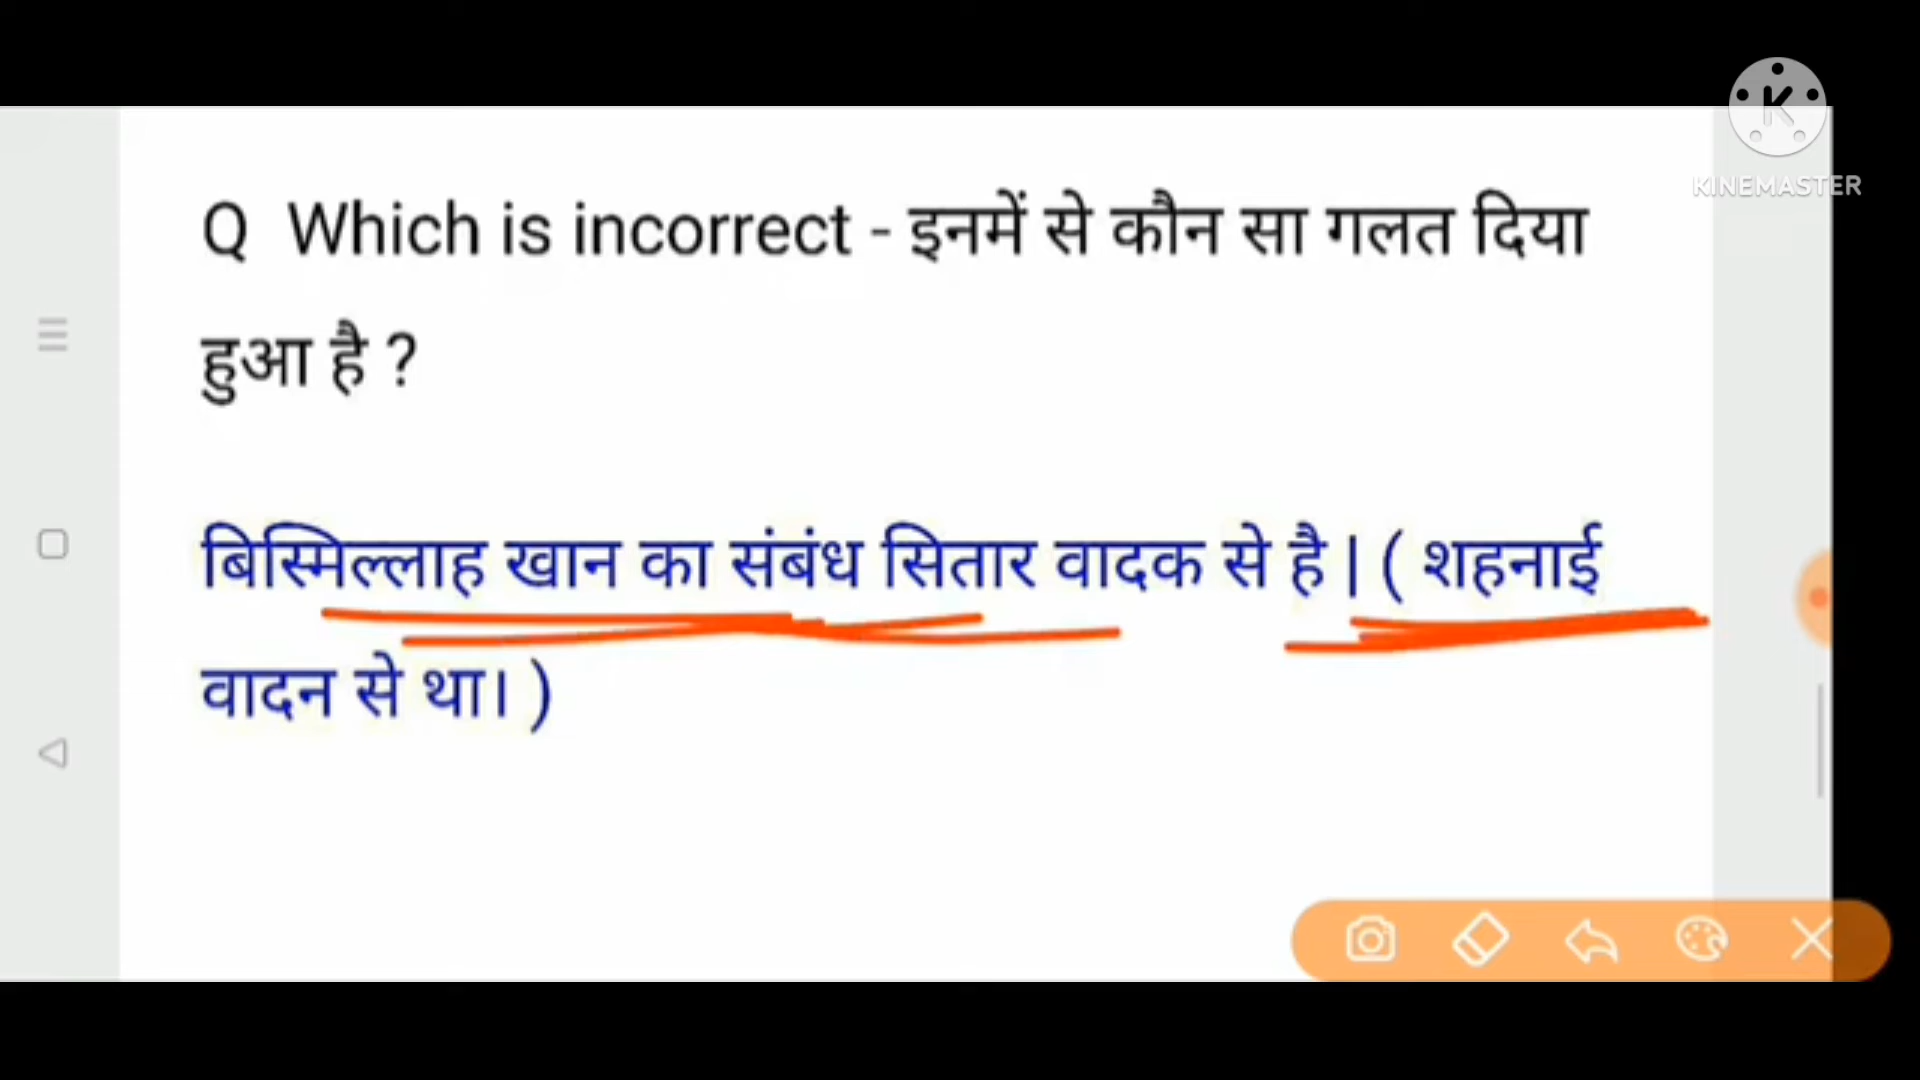 K
KINEMASTER
Q Which is incorrect - इनमें से कौन सा गलत दिया
हुआ है ?
बिस्मिल्लाह खान का संबंध सितार वादक से है | ( शहनाई
वादन से था। )